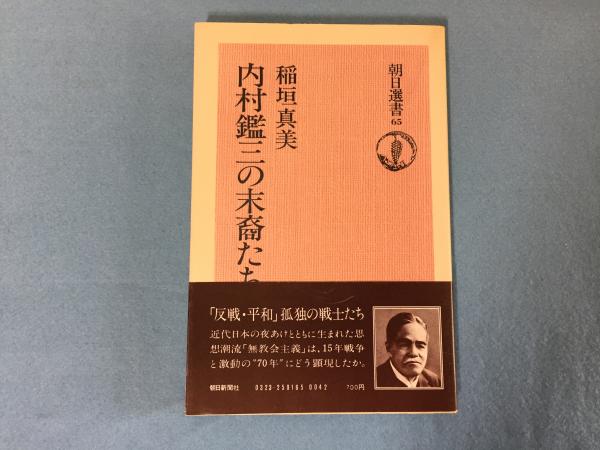 朝日選書
65
稲垣真美
内村鑑三の末裔たち
「反戦・平和」孤独の戦士たち
近代日本の夜あけとともに生まれた思
想潮流「無教会主義」は、15年戦争
と激動の"70年"にどう顕現したか。
朝日新聞社 0323-259165-0042 700円